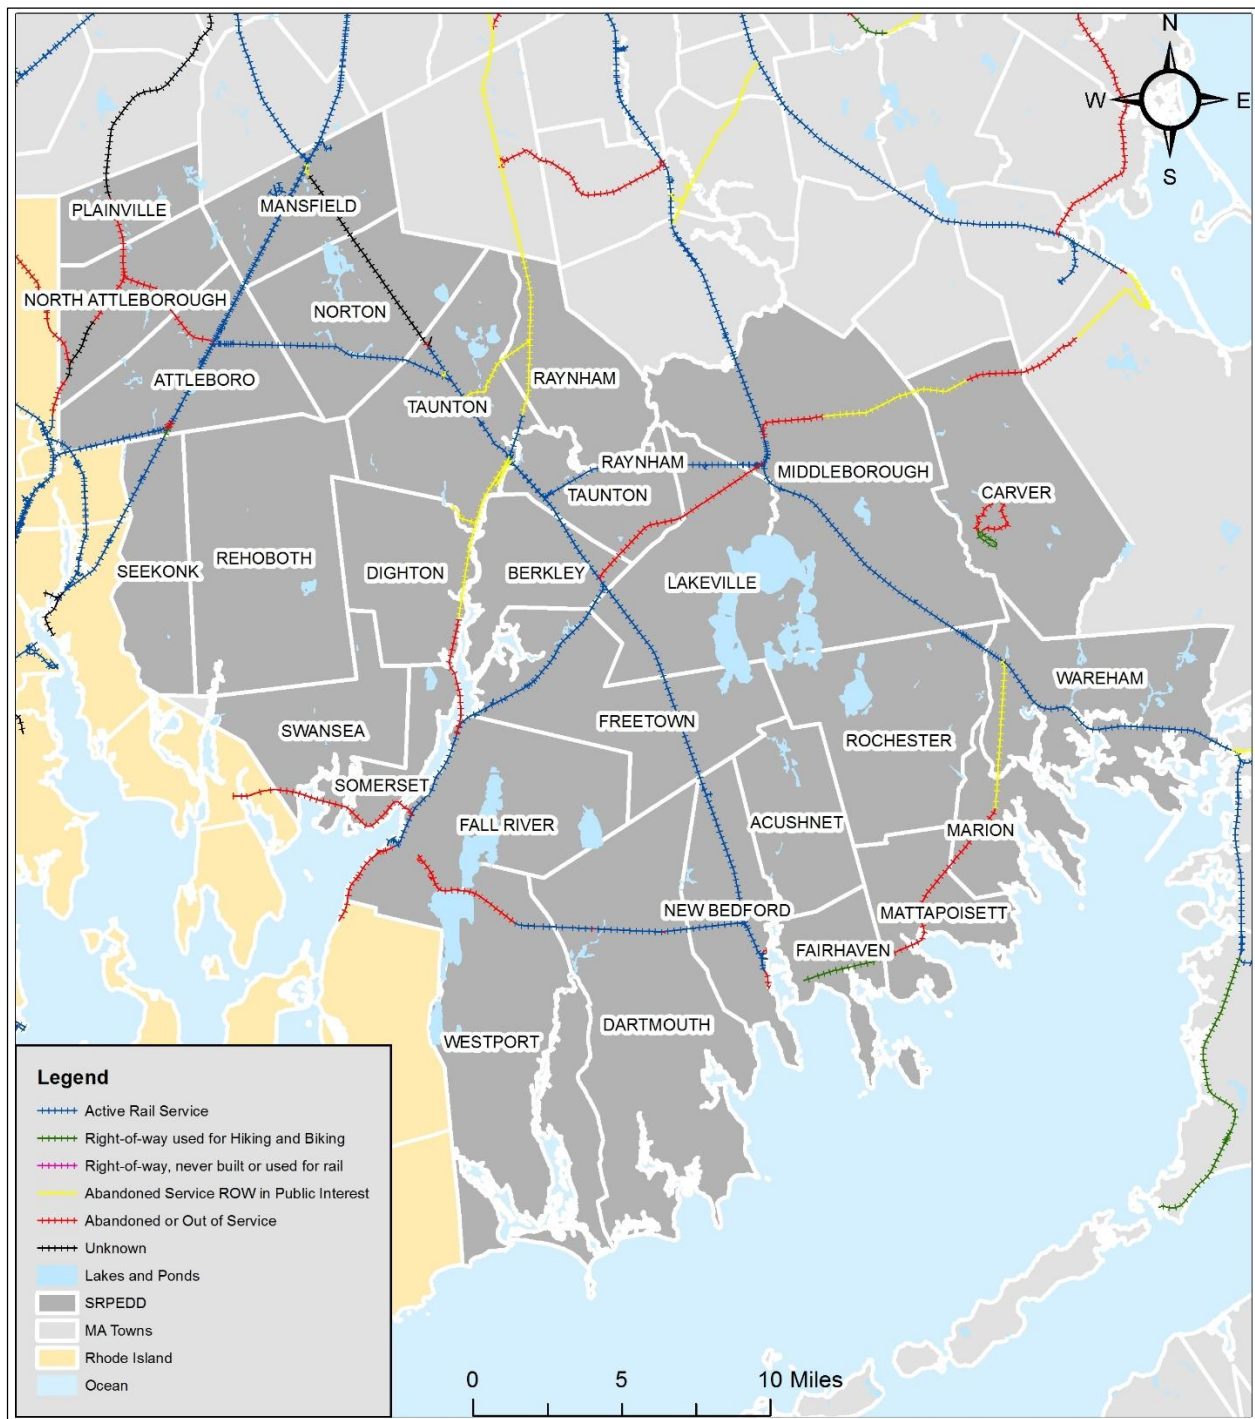 N
W E
S
PLAINVILLE
MANSFIELD
NORTH ATTLEBOROUGH
NORTON
ATTLEBORO
RAYNHAM
TAUNTON
RAYNHAM
MIDDLEBOROUGH
TAUNTON
CARVER
REHOBOTH
SEEKONK
DIGHTON
BERKLEY
LAKEVILLE
WAREHAM
SWANSEA
FREETOWN
ROCHESTER
SOMERSET
FALL RIVER
ACUSHNET
MARION
NEW BEDFORD
MATTAPOISETT
FAIRHAVEN
WESTPORT
DARTMOUTH
Legend
Active Rail Service
Right-of-way used for Hiking and Biking
Right-of-way, never built or used for rail
Abandoned Service ROW in Public Interest
Abandoned or Out of Service
Unknown
Lakes and Ponds
SRPEDD
MA Towns
Rhode Island
Ocean
0 5 10 Miles